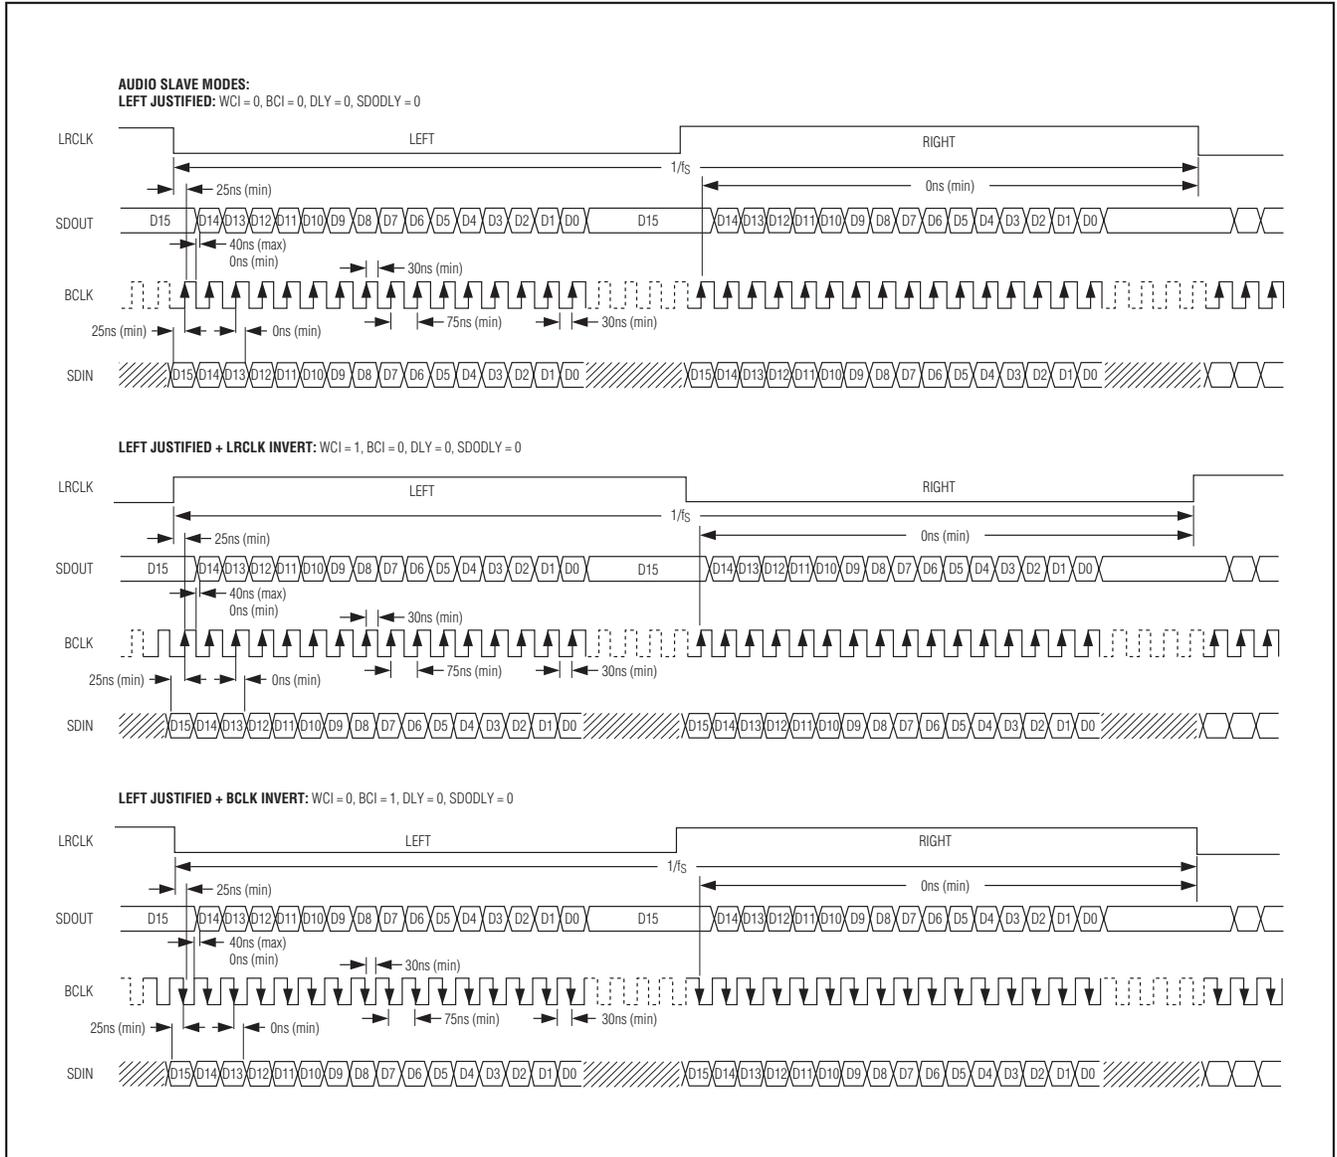 AUDIO SLAVE MODES:
LEFT JUSTIFIED: WCI = 0, BCI = 0, DLY = 0, SDODLY = 0
LRCLK LEFT RIGHT
1/fS
25ns (min) 0ns (min)
SDOUT D15 D14 D13 D12 D11 D10 D9 D8 D7 D6 D5 D4 D3 D2 D1 D0 D15 D14 D13 D12 D11 D10 D9 D8 D7 D6 D5 D4 D3 D2 D1 D0
40ns (max)
0ns (min) 30ns (min)
BCLK
25ns (min) 0ns (min) 75ns (min) 30ns (min)
SDIN D15 D14 D13 D12 D11 D10 D9 D8 D7 D6 D5 D4 D3 D2 D1 D0 D15 D14 D13 D12 D11 D10 D9 D8 D7 D6 D5 D4 D3 D2 D1 D0
LEFT JUSTIFIED + LRCLK INVERT: WCI = 1, BCI = 0, DLY = 0, SDODLY = 0
LRCLK LEFT RIGHT
1/fS
25ns (min) 0ns (min)
SDOUT D15 D14 D13 D12 D11 D10 D9 D8 D7 D6 D5 D4 D3 D2 D1 D0 D15 D14 D13 D12 D11 D10 D9 D8 D7 D6 D5 D4 D3 D2 D1 D0
40ns (max)
0ns (min) 30ns (min)
BCLK
25ns (min) 0ns (min) 75ns (min) 30ns (min)
SDIN D15 D14 D13 D12 D11 D10 D9 D8 D7 D6 D5 D4 D3 D2 D1 D0 D15 D14 D13 D12 D11 D10 D9 D8 D7 D6 D5 D4 D3 D2 D1 D0
LEFT JUSTIFIED + BCLK INVERT: WCI = 0, BCI = 1, DLY = 0, SDODLY = 0
LRCLK LEFT RIGHT
1/fS
25ns (min) 0ns (min)
SDOUT D15 D14 D13 D12 D11 D10 D9 D8 D7 D6 D5 D4 D3 D2 D1 D0 D15 D14 D13 D12 D11 D10 D9 D8 D7 D6 D5 D4 D3 D2 D1 D0
40ns (max)
0ns (min) 30ns (min)
BCLK
25ns (min) 0ns (min) 75ns (min) 30ns (min)
SDIN D15 D14 D13 D12 D11 D10 D9 D8 D7 D6 D5 D4 D3 D2 D1 D0 D15 D14 D13 D12 D11 D10 D9 D8 D7 D6 D5 D4 D3 D2 D1 D0